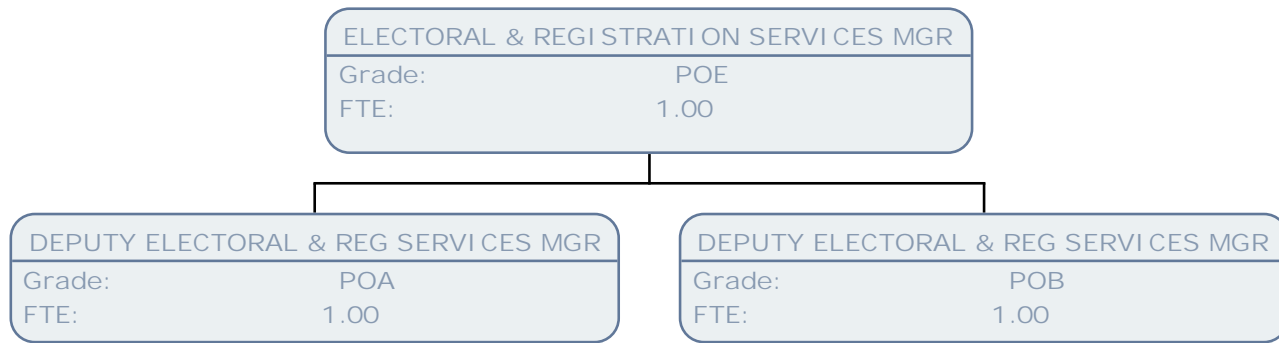 ELECTORAL & REGISTRATION SERVICES MGR
Grade: POE
FTE: 1.00
DEPUTY ELECTORAL & REG SERVICES MGR
Grade: POA
FTE: 1.00
DEPUTY ELECTORAL & REG SERVICES MGR
Grade: POB
FTE: 1.00